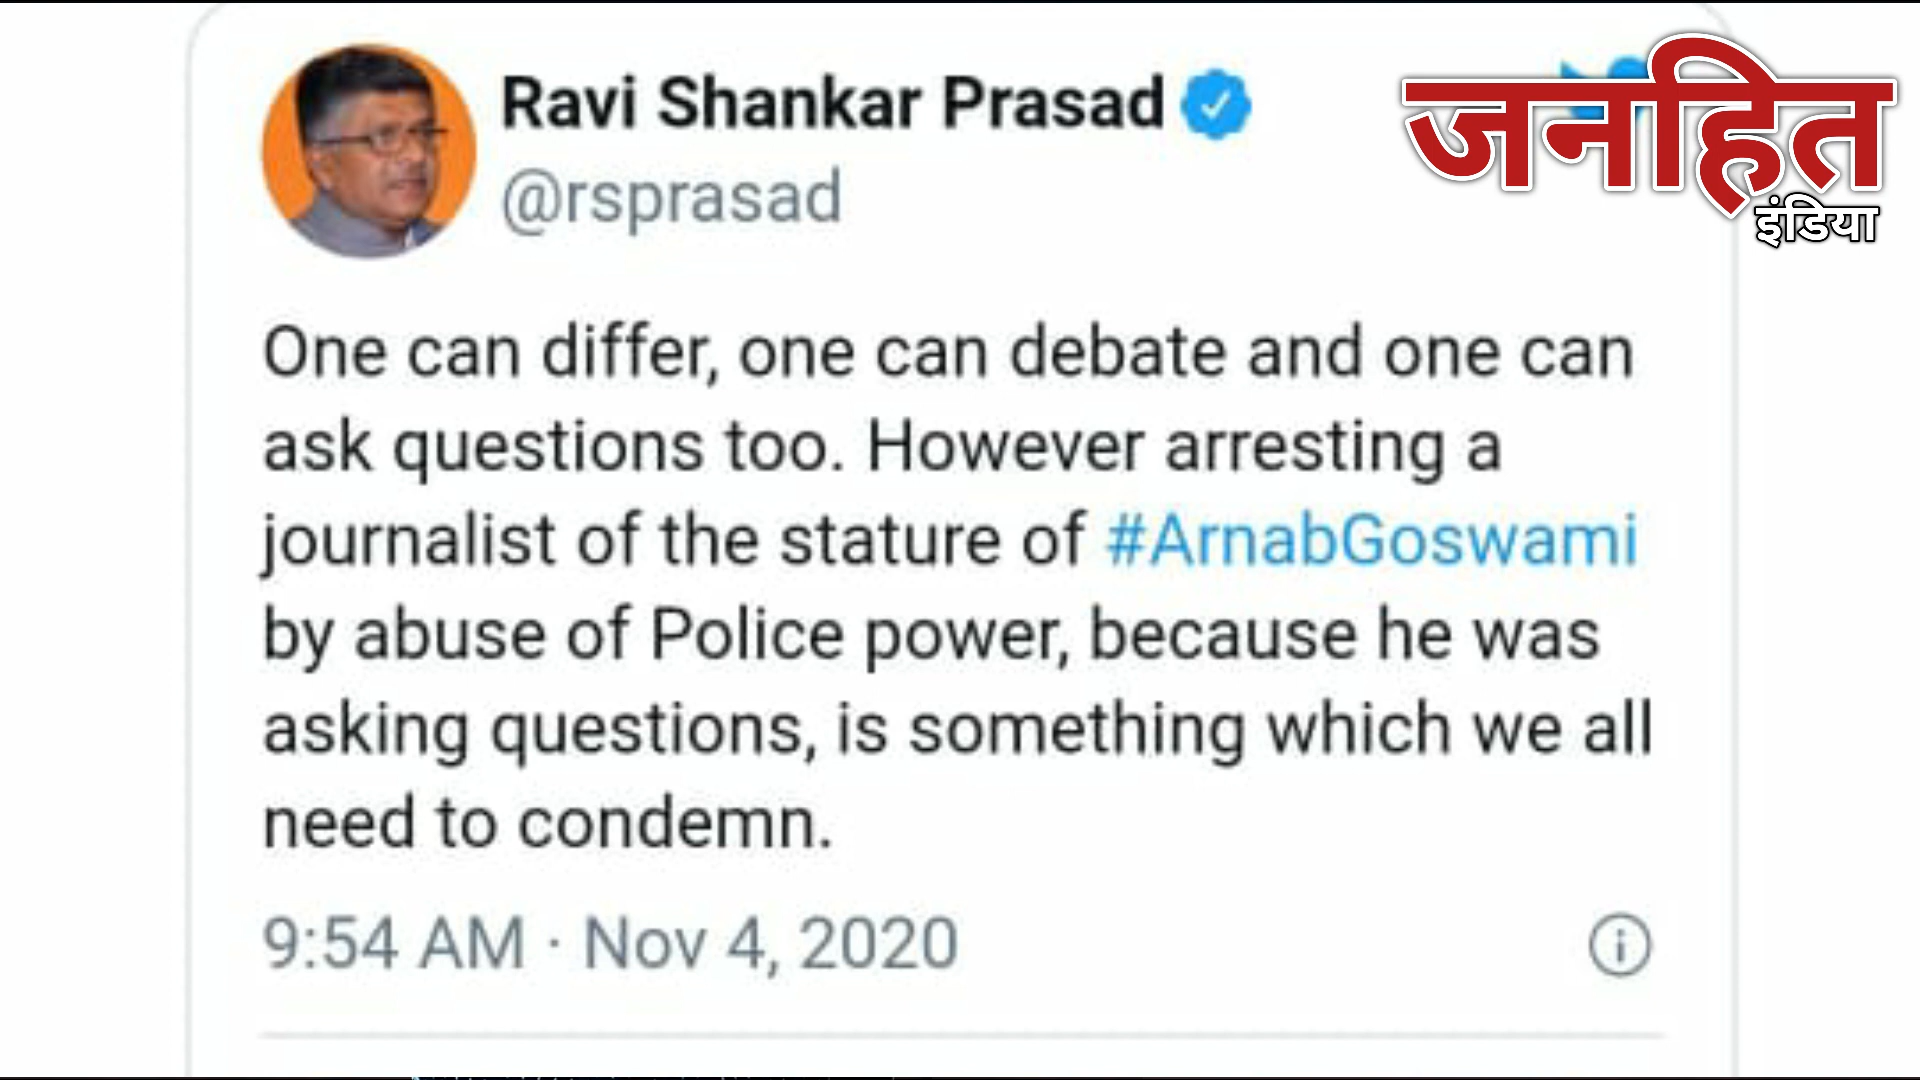 Ravi Shankar Prasad
@rsprasad
जनहित
इंडिया
One can differ, one can debate and one can
ask questions too. However arresting a
journalist of the stature of #ArnabGoswami
by abuse of Police power, because he was
asking questions, is something which we all
need to condemn.
9:54 AM · Nov 4, 2020